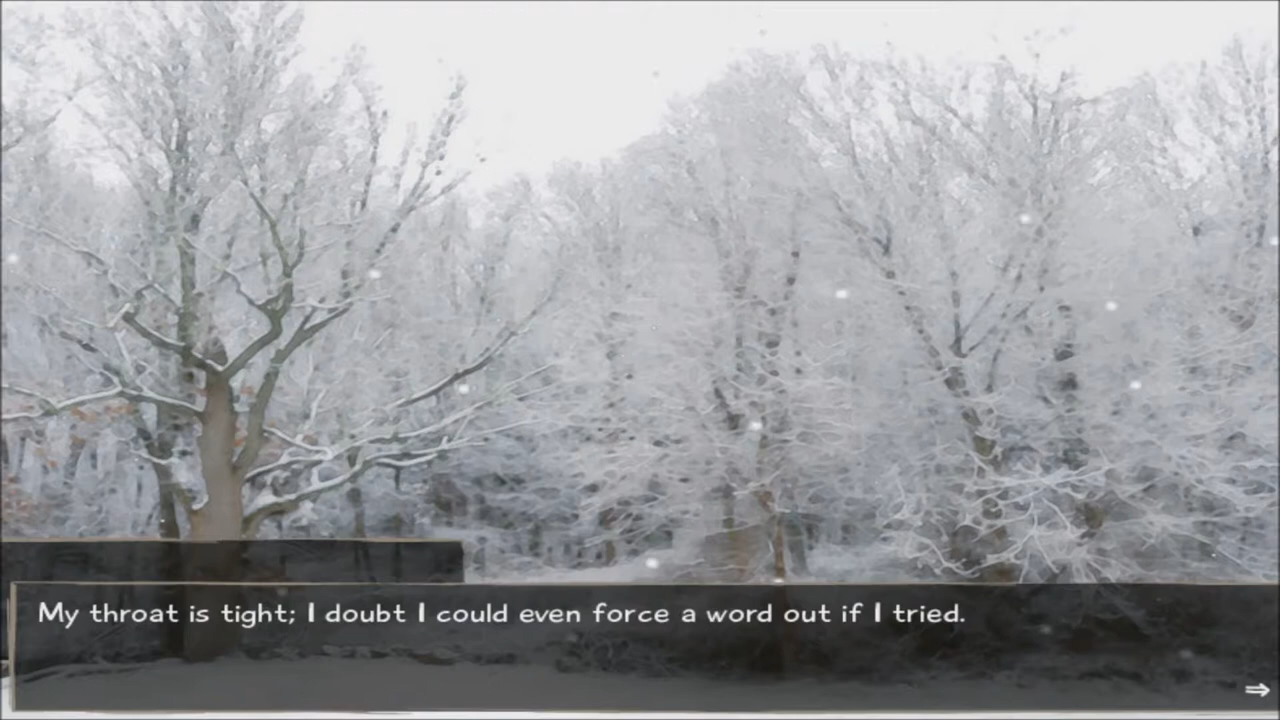 My throat is tight; I doubt I could even force a word out if I tried.